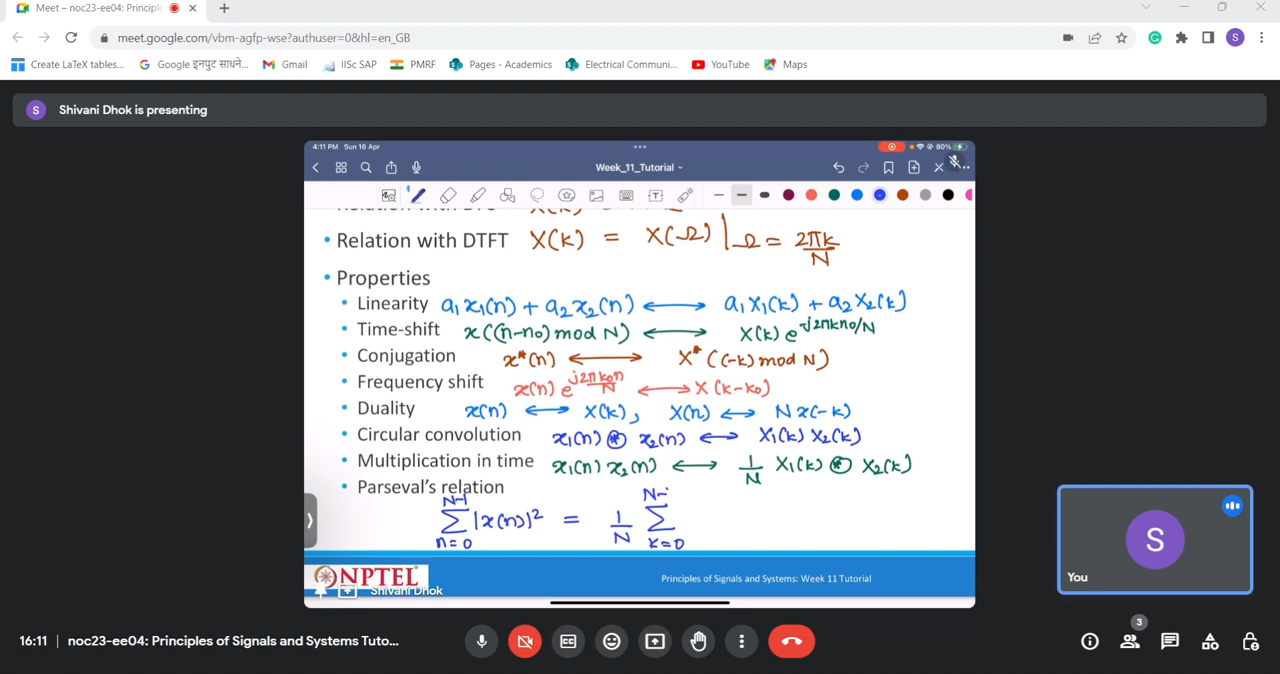 Meet – noc23-ee04: Principl
meet.google.com/vbm-agfp-wse?authuser=0&hl=en_GB
S
Create LaTeX tables... Google इनपुट साधने... Gmail IISc SAP PMRF Pages - Academics Electrical Communi... YouTube Maps
S Shivani Dhok is presenting
4:11 PM Sun 16 Apr 80%
Week_11_Tutorial
• Relation with DTFT X(k) = X(Ω) |Ω = 2πk/N
• Properties
• Linearity a₁x₁(n) + a₂x₂(n) ⟷ a₁X₁(k) + a₂X₂(k)
• Time-shift x((n-n₀) mod N) ⟷ X(k) e^-j2πkn₀/N
• Conjugation x*(n) ⟷ X*((-k) mod N)
• Frequency shift x(n) e^j2πk₀n/N ⟷ X(k-k₀)
• Duality x(n) ⟷ X(k), X(n) ⟷ N x(-k)
• Circular convolution x₁(n) ⊛ x₂(n) ⟷ X₁(k) X₂(k)
• Multiplication in time x₁(n) x₂(n) ⟷ 1/N X₁(k) ⊛ X₂(k)
• Parseval's relation
N-1 ∑ n=0 |x(n)|² = 1/N N- ∑ k=0
NPTEL
Principles of Signals and Systems: Week 11 Tutorial
Shivani Dhok
S
You
16:11 | noc23-ee04: Principles of Signals and Systems Tuto...
3